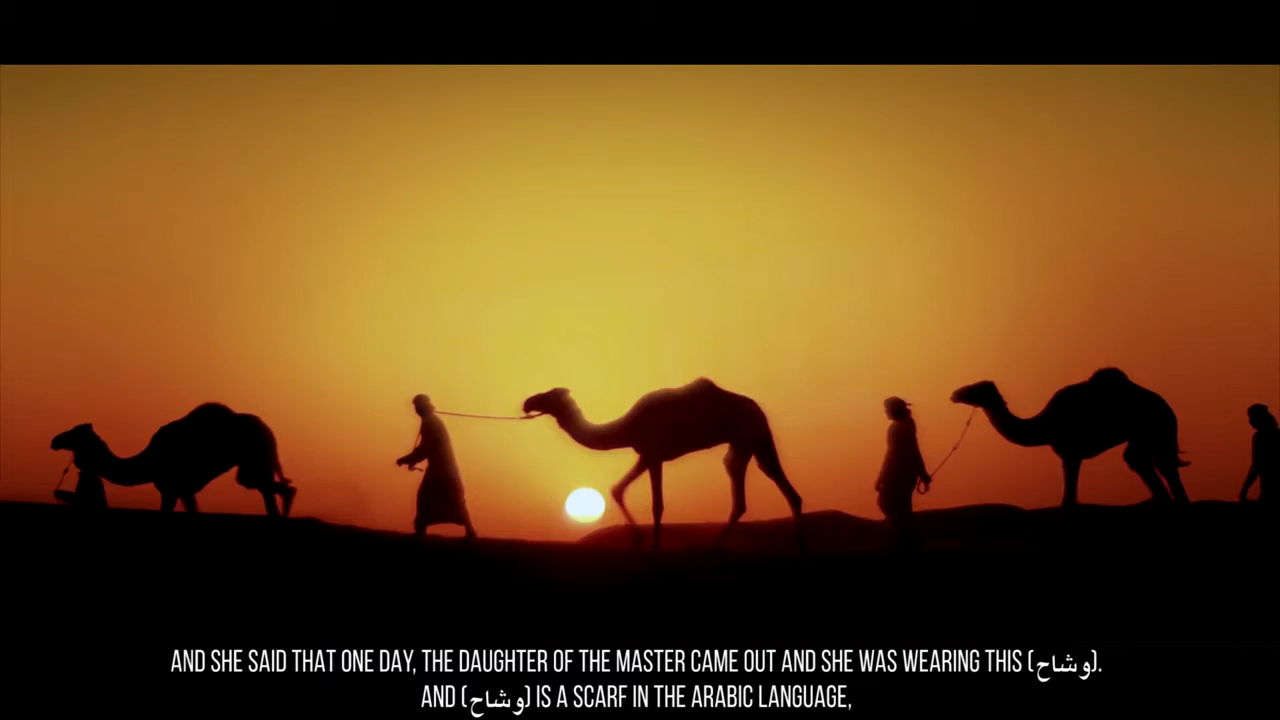 AND SHE SAID THAT ONE DAY, THE DAUGHTER OF THE MASTER CAME OUT AND SHE WAS WEARING THIS (وشاح).
AND (وشاح) IS A SCARF IN THE ARABIC LANGUAGE,